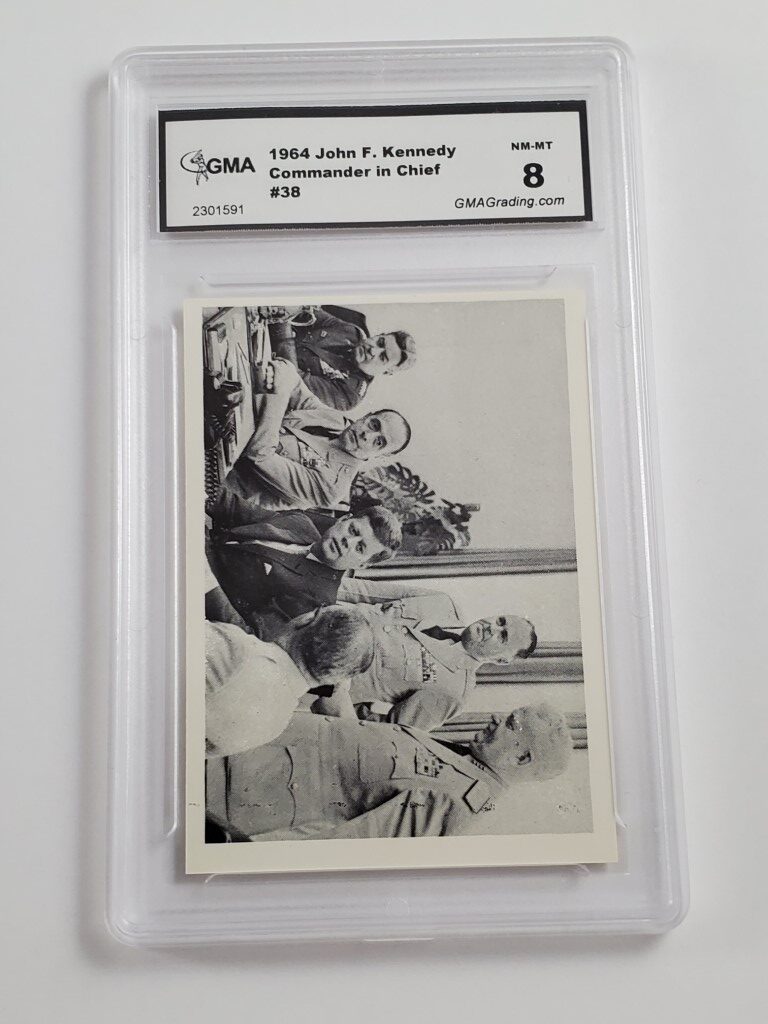 GMA
1964 John F. Kennedy
Commander in Chief
#38
2301591
NM-MT
8
GMAGrading.com